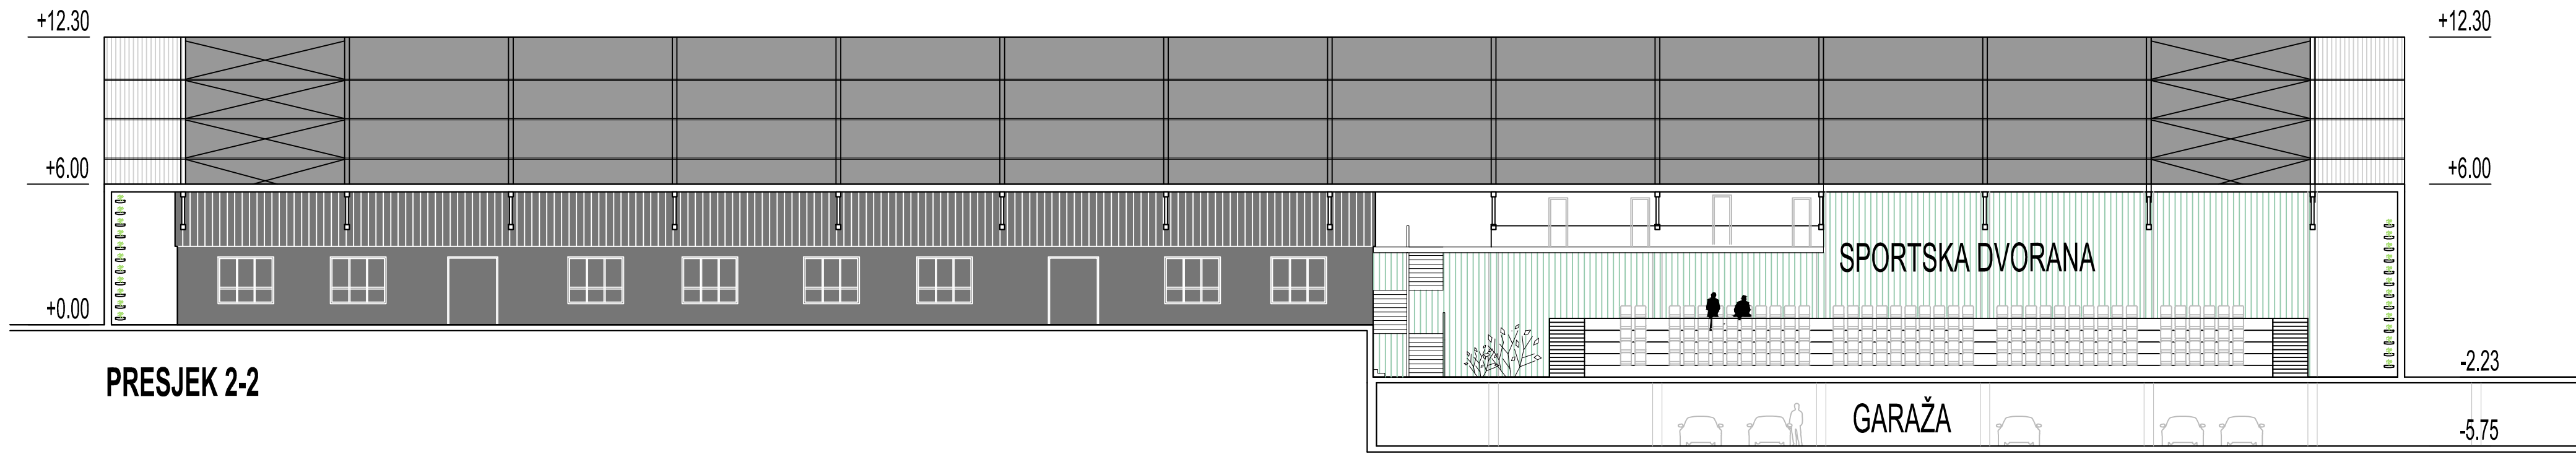 +12.30
+12.30
+6.00
+6.00
SPORTSKA DVORANA
+0.00
-2.23
PRESJEK 2-2
GARAŽA
-5.75